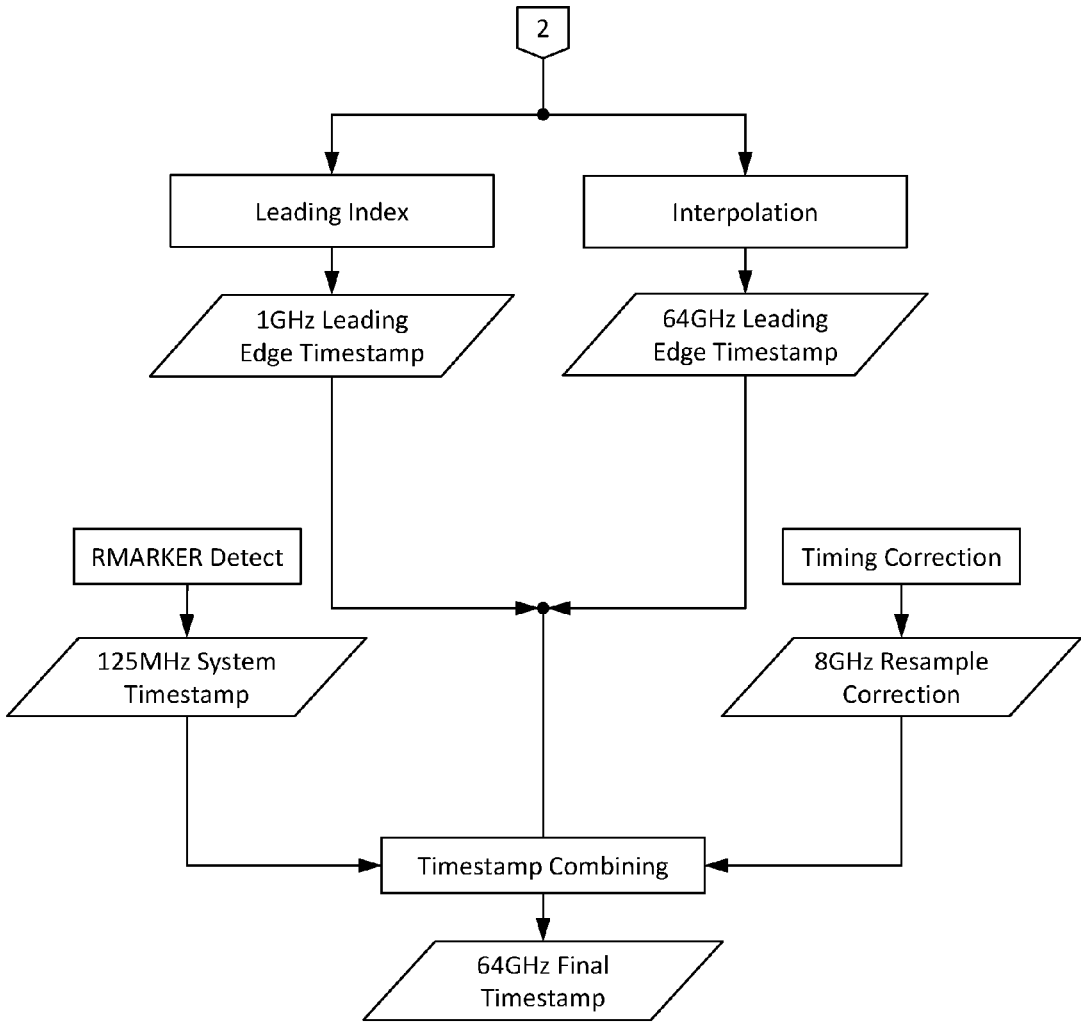 2
Leading Index
Interpolation
1GHz Leading
Edge Timestamp
64GHz Leading
Edge Timestamp
RMARKER Detect
Timing Correction
125MHz System
Timestamp
8GHz Resample
Correction
Timestamp Combining
64GHz Final
Timestamp